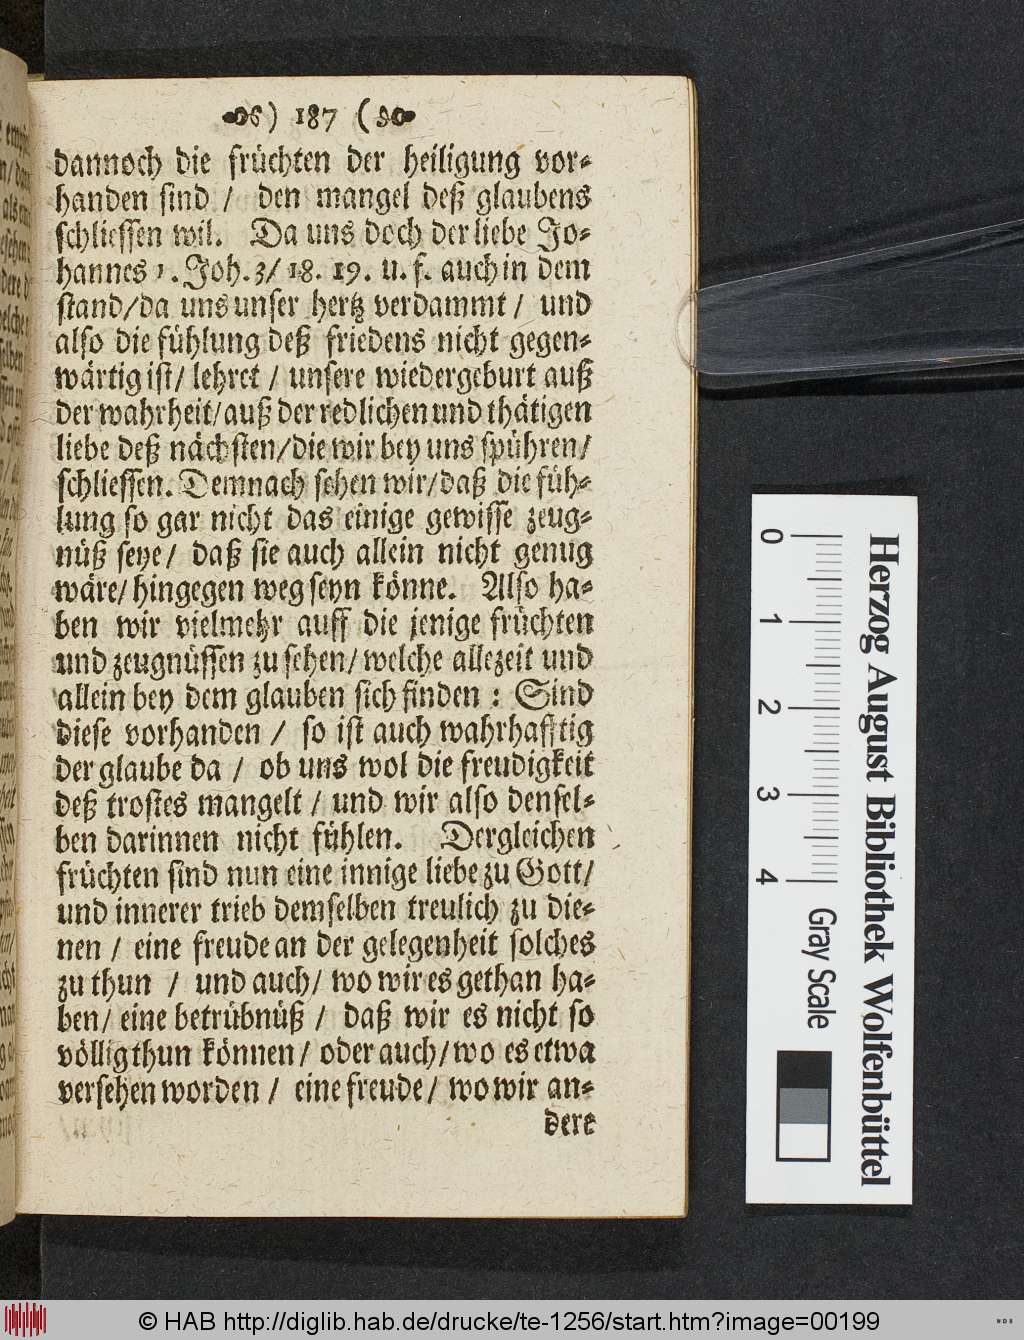 ) 187 (
dannoch die früchten der heiligung vor⸗
handen sind / den mangel deß glaubens
schliessen wil. Da uns doch der liebe Jo⸗
hannes 1. Joh. 3/ 18. 19. u. f. auch in dem
stand/da uns unser hertz verdammt / und
also die fühlung deß friedens nicht gegen⸗
wärtig ist/ lehret / unsere wiedergeburt auß
der wahrheit/auß der redlichen und thätigen
liebe deß nächsten/die wir bey uns spühren/
schliessen. Demnach sehen wir/daß die füh⸗
lung so gar nicht das einige gewisse zeug⸗
nüß seye/ daß sie auch allein nicht genug
wäre/ hingegen weg seyn könne. Also ha⸗
ben wir vielmehr auff die jenige früchten
und zeugnüssen zu sehen/ welche allezeit und
allein bey dem glauben sich finden : Sind
diese vorhanden / so ist auch wahrhafftig
der glaube da / ob uns wol die freudigkeit
deß trostes mangelt / und wir also densel⸗
ben darinnen nicht fühlen. Dergleichen
früchten sind nun eine innige liebe zu Gott/
und innerer trieb demselben treulich zu die⸗
nen / eine freude an der gelegenheit solches
zu thun / und auch/ wo wir es gethan ha⸗
ben/ eine betrübnüß / daß wir es nicht so
völlig thun können/ oder auch/ wo es etwa
versehen worden / eine freude/ wo wir an⸗
dere
0 1 2 3 4
Gray Scale
Herzog August Bibliothek Wolfenbüttel
© HAB http://diglib.hab.de/drucke/te-1256/start.htm?image=00199